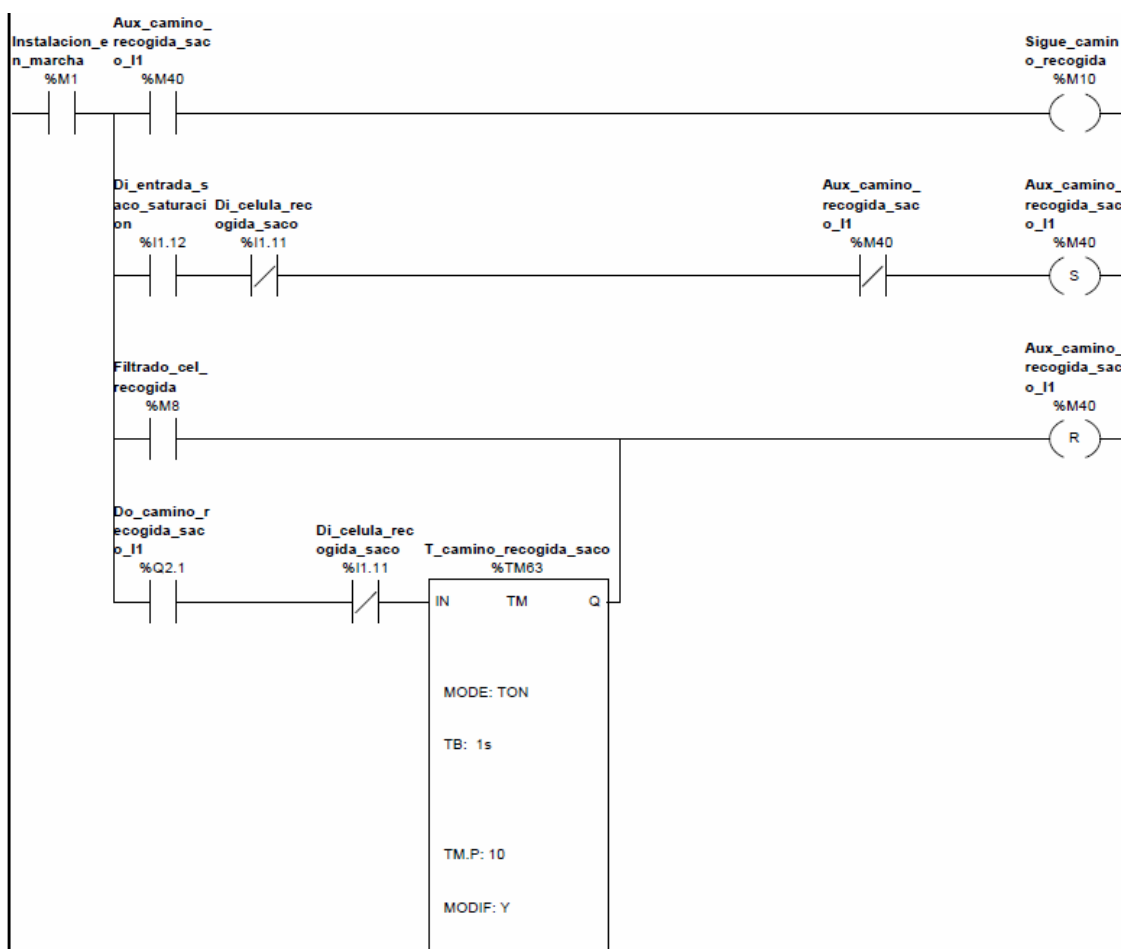 Aux_camino_
Instalacion_e recogida_sac
n_marcha o_I1
%M1 %M40
Sigue_camin
o_recogida
%M10
Di_entrada_s
aco_saturaci Di_celula_rec
on ogida_saco
%I1.12 %I1.11
Aux_camino_
recogida_sac
o_I1
%M40
Aux_camino_
recogida_sac
o_I1
%M40
S
Filtrado_cel_
recogida
%M8
Aux_camino_
recogida_sac
o_I1
%M40
R
Do_camino_r
ecogida_sac
o_I1
%Q2.1
Di_celula_rec
ogida_saco
%I1.11
T_camino_recogida_saco
%TM63
IN TM Q
MODE: TON
TB: 1s
TM.P: 10
MODIF: Y